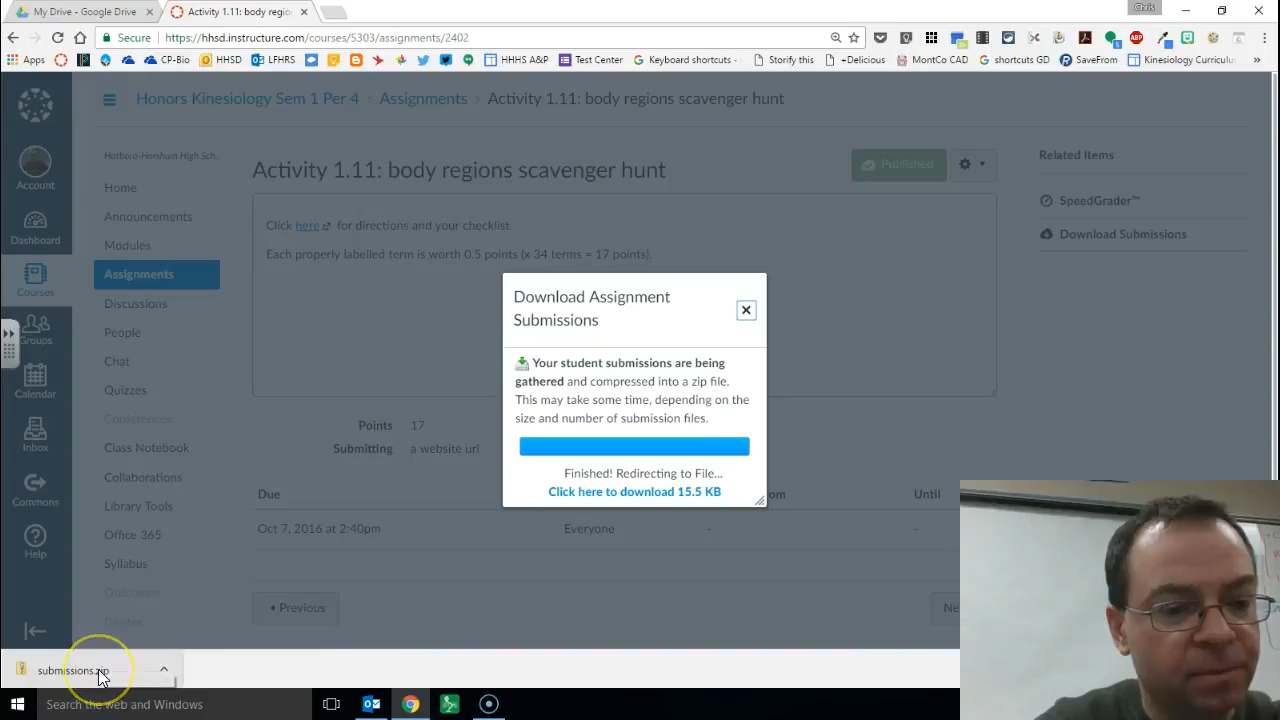 My Drive - Google Drive
Activity 1.11: body regio
Chris
Secure
https://hhsd.instructure.com/courses/5303/assignments/2402
Apps
CP-Bio
HHSD
LFHRS
HHHS A&P
Test Center
Keyboard shortcuts -
Storify this
+Delicious
MontCo DD
shortcuts GD
SaveFrom
Kinesiology Curriculu
Honors Kinesiology Sem 1 Per 4 › Assignments › Activity 1.11: body regions scavenger hunt
Account
Dashboard
Courses
Groups
Calendar
Inbox
Commons
Help
Hatboro-Horsham High Sch...
Home
Announcements
Modules
Assignments
Discussions
People
Chat
Quizzes
Conferences
Class Notebook
Collaborations
Library Tools
Office 365
Syllabus
Outcomes
Activity 1.11: body regions scavenger hunt
Published
Click here for directions and your checklist
Each properly labelled term is worth 0.5 points (x 34 terms = 17 points).
Related Items
SpeedGrader™
Download Submissions
Download Assignment
Submissions
Your student submissions are being
gathered and compressed into a zip file.
This may take some time, depending on the
size and number of submission files.
Finished! Redirecting to File...
Click here to download 15.5 KB
Points 17
Submitting a website url
Due
Until
Oct 7, 2016 at 2:40pm
Everyone
-
-
Previous
submissions.zip
Search the web and Windows